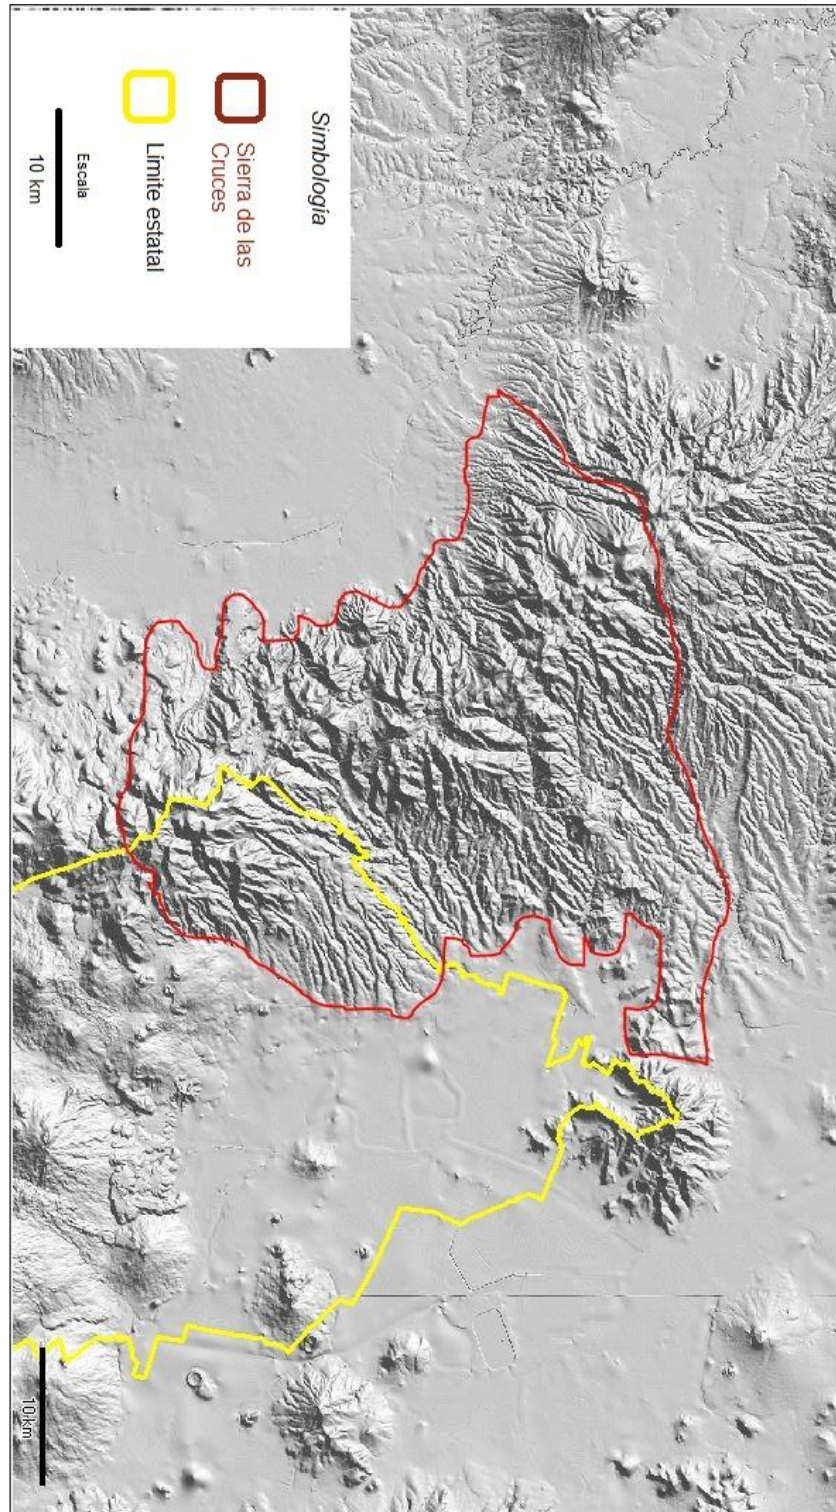 Simbología
Sierra de las
Cruces
Límite estatal
Escala
10 km
10 km